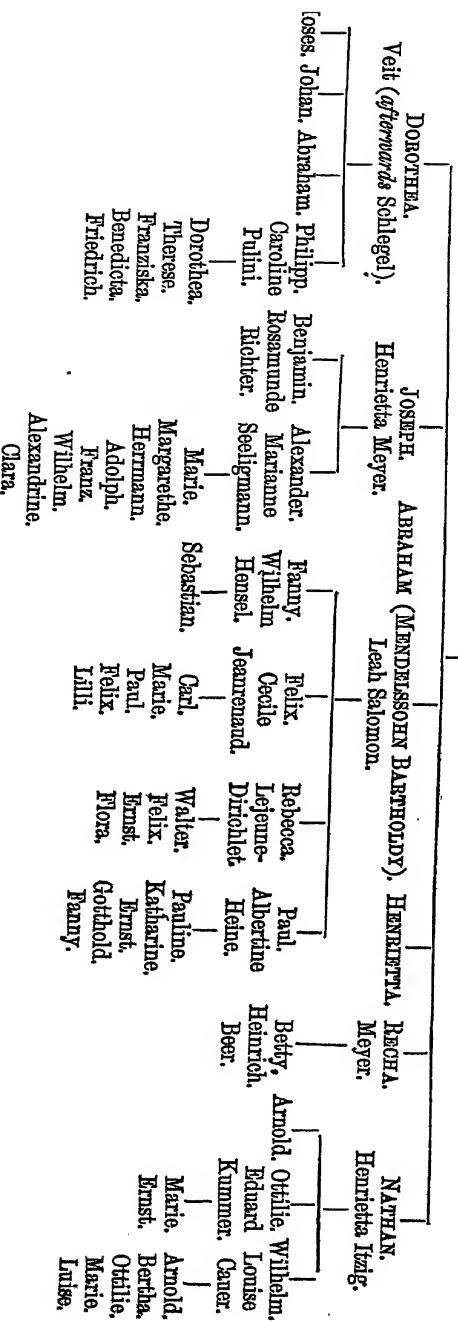 DOROTHEA.
Veit (afterwards Schlegel).
JOSEPH.
Henrietta Meyer.
ABRAHAM (MENDELSSOHN BARTHOLDY).
Leah Salomon.
HENRIETTA.
RECHA.
Meyer.
NATHAN.
Henrietta Itzig.
Johan.
Abraham.
Philipp.
Caroline
Pulini.
Dorothea.
Therese.
Franziska.
Benedicta.
Friedrich.
Benjamin.
Rosamunde
Richter.
Alexander.
Marianne
Seeligmann.
Marie.
Margarethe.
Herrmann.
Adolph.
Franz.
Wilhelm.
Alexandrine.
Clara.
Fanny.
Wilhelm
Hensel.
Sebastian.
Felix.
Cecile
Jeanrenaud.
Carl.
Marie.
Paul.
Felix.
Lilli.
Rebecca.
Lejeune-
Dirichlet.
Walter.
Felix.
Ernst.
Flora.
Paul.
Albertine
Heine.
Pauline.
Katharine.
Ernst.
Gotthold.
Fanny.
Betty.
Heinrich.
Beer.
Arnold.
Ottilie.
Eduard
Kummer.
Marie.
Ernst.
Wilhelm.
Louise
Cauer.
Arnold.
Bertha.
Ottilie.
Marie.
Luise.